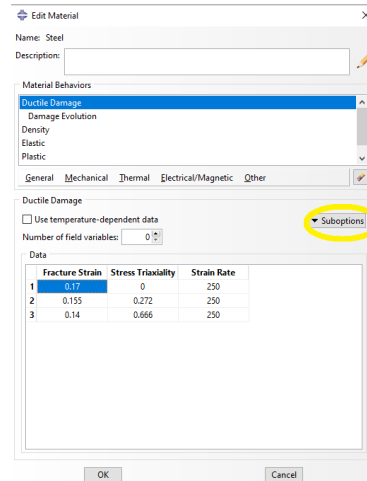 Edit Material
Name: Steel
Description:
Material Behaviors
Ductile Damage
Damage Evolution
Density
Elastic
Plastic
General Mechanical Thermal Electrical/Magnetic Other
Ductile Damage
Use temperature-dependent data
Suboptions
Number of field variables: 0
Data
Fracture Strain Stress Triaxiality Strain Rate
1 0.17 0 250
2 0.155 0.272 250
3 0.14 0.666 250
OK Cancel